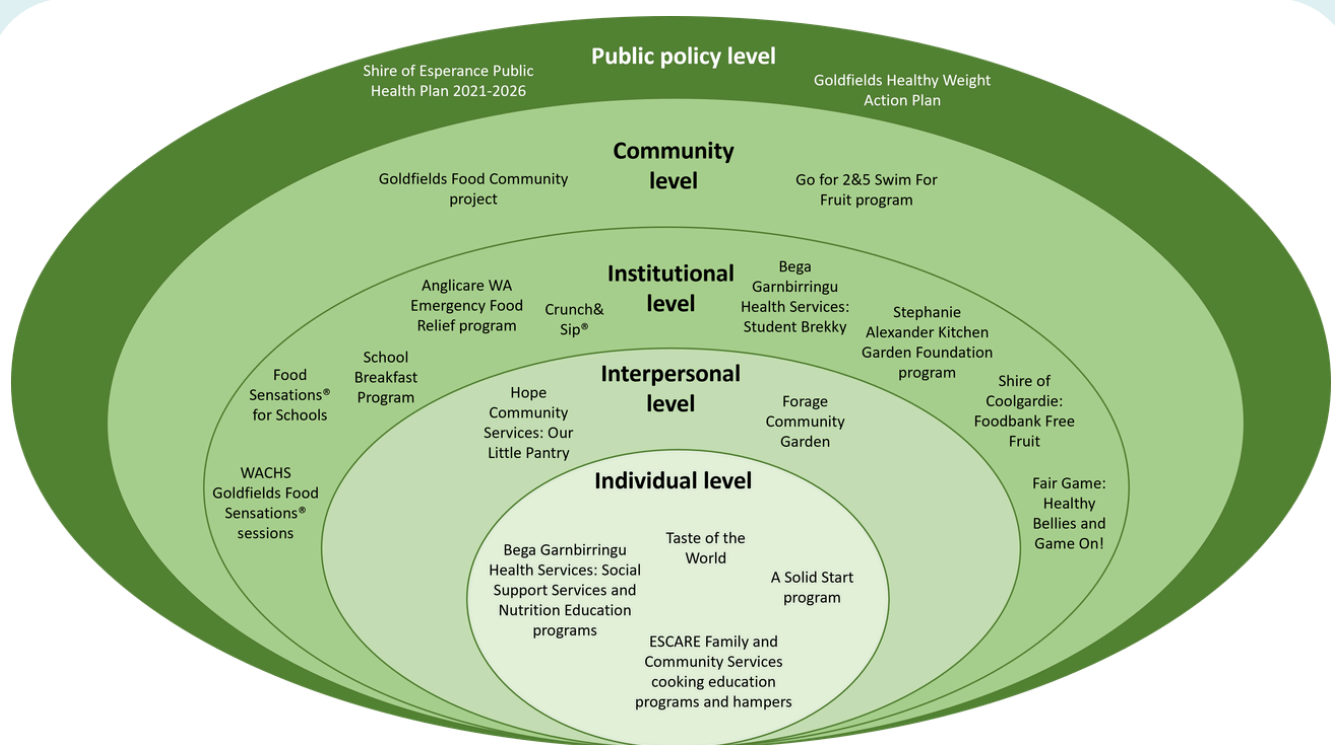 Public policy level
Shire of Esperance Public
Health Plan 2021-2026
Goldfields Healthy Weight
Action Plan
Community
level
Goldfields Food Community
project
Go for 2&5 Swim For
Fruit program
Institutional
level
Anglicare WA
Emergency Food
Relief program
Crunch&
Sip®
Bega
Garnbirringu
Health Services:
Student Brekky
Stephanie
Alexander Kitchen
Garden Foundation
program
School
Breakfast
Program
Food
Sensations®
for Schools
Shire of
Coolgardie:
Foodbank Free
Fruit
WACHS
Goldfields Food
Sensations®
sessions
Fair Game:
Healthy
Bellies and
Game On!
Interpersonal
level
Hope
Community
Services: Our
Little Pantry
Forage
Community
Garden
Individual level
Bega Garnbirringu
Health Services: Social
Support Services and
Nutrition Education
programs
Taste of the
World
A Solid Start
program
ESCARE Family and
Community Services
cooking education
programs and hampers